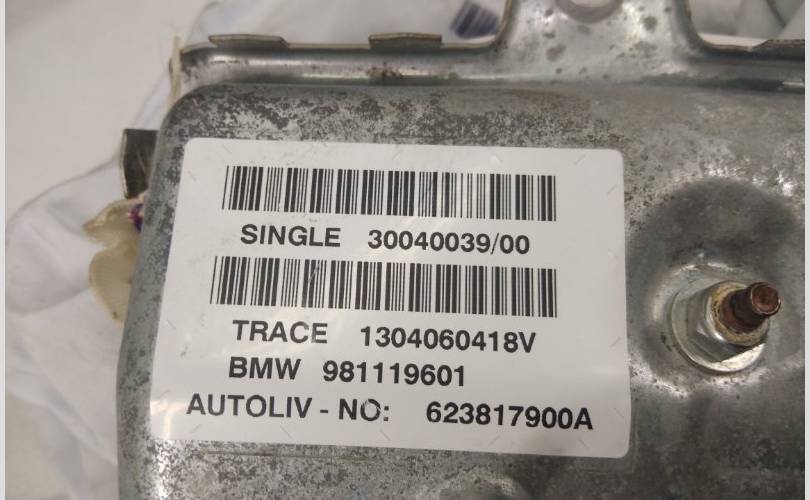 SINGLE 30040039/00
TRACE 1304060418V
BMW 981119601
AUTOLIV - NO: 623817900A